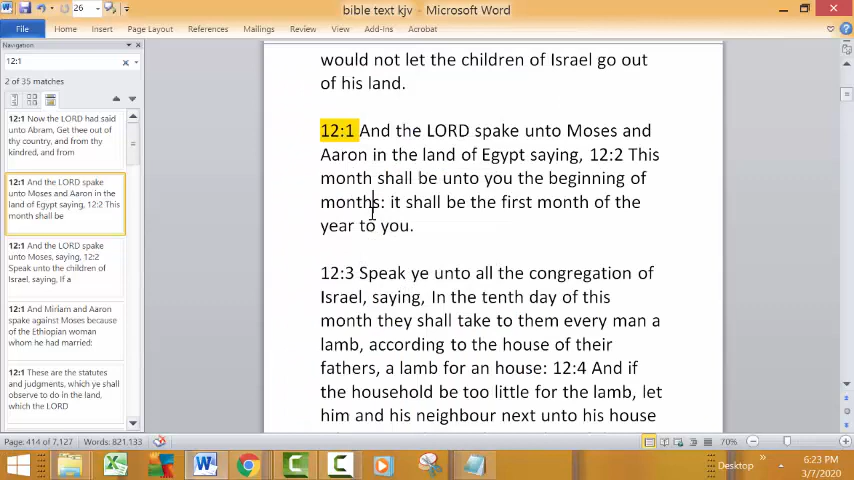 26
bible text kjv - Microsoft Word
File Home Insert Page Layout References Mailings Review View Add-Ins Acrobat
Navigation
12:1
2 of 35 matches
12:1 Now the LORD had said
unto Abram, Get thee out of
thy country, and from thy
kindred, and from
12:1 And the LORD spake
unto Moses and Aaron in the
land of Egypt saying, 12:2 This
month shall be
12:1 And the LORD spake
unto Moses, saying, 12:2
Speak unto the children of
Israel, saying, If a
12:1 And Miriam and Aaron
spake against Moses because
of the Ethiopian woman
whom he had married:
12:1 These are the statutes
and judgments, which ye shall
observe to do in the land,
which the LORD
would not let the children of Israel go out
of his land.
12:1 And the LORD spake unto Moses and
Aaron in the land of Egypt saying, 12:2 This
month shall be unto you the beginning of
months: it shall be the first month of the
year to you.
12:3 Speak ye unto all the congregation of
Israel, saying, In the tenth day of this
month they shall take to them every man a
lamb, according to the house of their
fathers, a lamb for an house: 12:4 And if
the household be too little for the lamb, let
him and his neighbour next unto his house
Page: 414 of 7,127 Words: 821,133 70%
Desktop
6:23 PM
3/7/2020